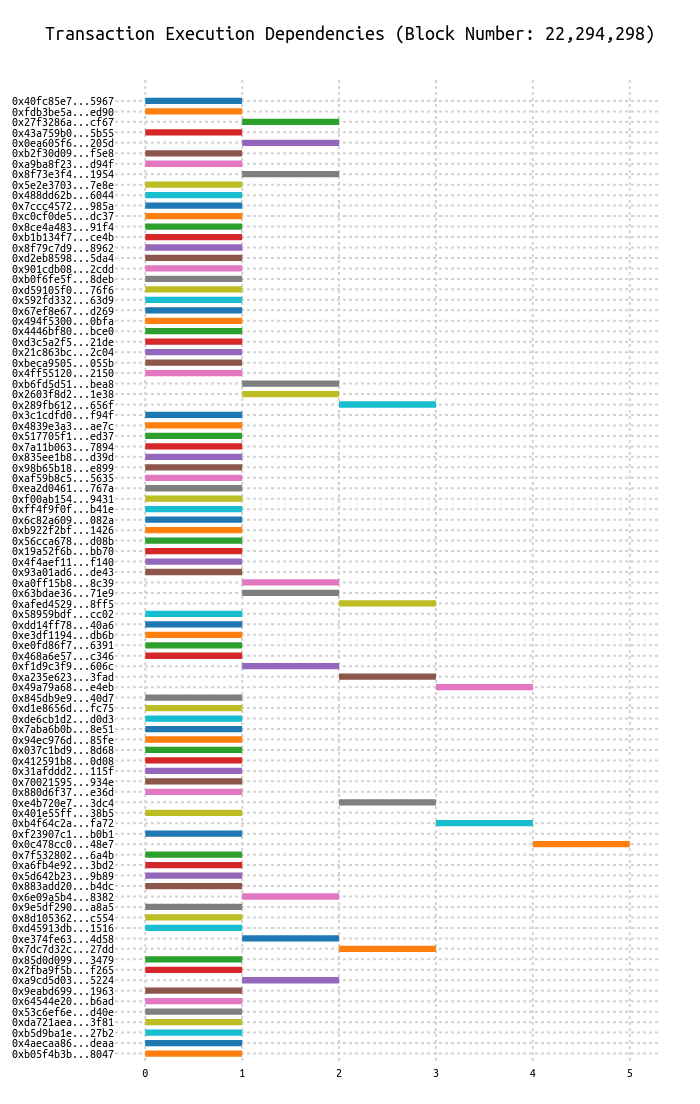 Transaction Execution Dependencies (Block Number: 22,294,298)
0x40fc85e7...5967
0xfdb3be5a...ed90
0x27f3286a...cf67
0x43a759b0...5b55
0x0ea605f6...205d
0xb2f30d09...f5e8
0xa9ba8f23...d94f
0x8f73e3f4...1954
0x5e2e3703...7e8e
0x488dd62b...6044
0x7ccc4572...985a
0xc0cf0de5...dc37
0x8ce4a483...91f4
0xb1b134f7...ce4b
0x8f79c7d9...8962
0xd2eb8598...5da4
0x901cdb08...2cdd
0xb0f6fe5f...8deb
0xd59105f0...76f6
0x592fd332...63d9
0x67ef8e67...d269
0x494f5300...0bfa
0x4446bf80...bce0
0xd3c5a2f5...21de
0x21c863bc...2c04
0xbeca9505...055b
0x4ff55120...2150
0xb6fd5d51...bea8
0x2603f8d2...1e38
0x289fb612...656f
0x3c1cdfd0...f94f
0x4839e3a3...ae7c
0x517705f1...ed37
0x7a11b063...7894
0x835ee1b8...d39d
0x98b65b18...e899
0xaf59b8c5...5635
0xea2d0461...767a
0xf00ab154...9431
0xff4f9f0f...b41e
0x6c82a609...082a
0xb922f2bf...1426
0x56cca678...d08b
0x19a52f6b...bb70
0x4f4aef11...f140
0x93a01ad6...de43
0xa0ff15b8...8c39
0x63bdae36...71e9
0xafed4529...8ff5
0x58959bdf...cc02
0xdd14ff78...40a6
0xe3df1194...db6b
0xe0fd86f7...6391
0x468a6e57...c346
0xf1d9c3f9...606c
0xa235e623...3fad
0x49a79a68...e4eb
0x845db9e9...40d7
0xd1e8656d...fc75
0xde6cb1d2...d0d3
0x7aba6b0b...8e51
0x94ec976d...85fe
0x037c1bd9...8d68
0x412591b8...0d08
0x31afddd2...115f
0x70021595...934e
0x880d6f37...e36d
0xe4b720e7...3dc4
0x401e55ff...38b5
0xb4f64c2a...fa72
0xf23907c1...b0b1
0x0c478cc0...48e7
0x7f532802...6a4b
0xa6fb4e92...3bd2
0x5d642b23...9b89
0x883add20...b4dc
0x6e09a5b4...8382
0x9e5df290...a8a5
0x8d105362...c554
0xd45913db...1516
0xe374fe63...4d58
0x7dc7d32c...27dd
0x85d0d099...3479
0x2fba9f5b...f265
0xa9cd5d03...5224
0x9eabd699...1963
0x64544e20...b6ad
0x53c6ef6e...d40e
0xda721aea...3f81
0xb5d9ba1e...27b2
0x4aecaa86...deaa
0xb05f4b3b...8047
0 1 2 3 4 5